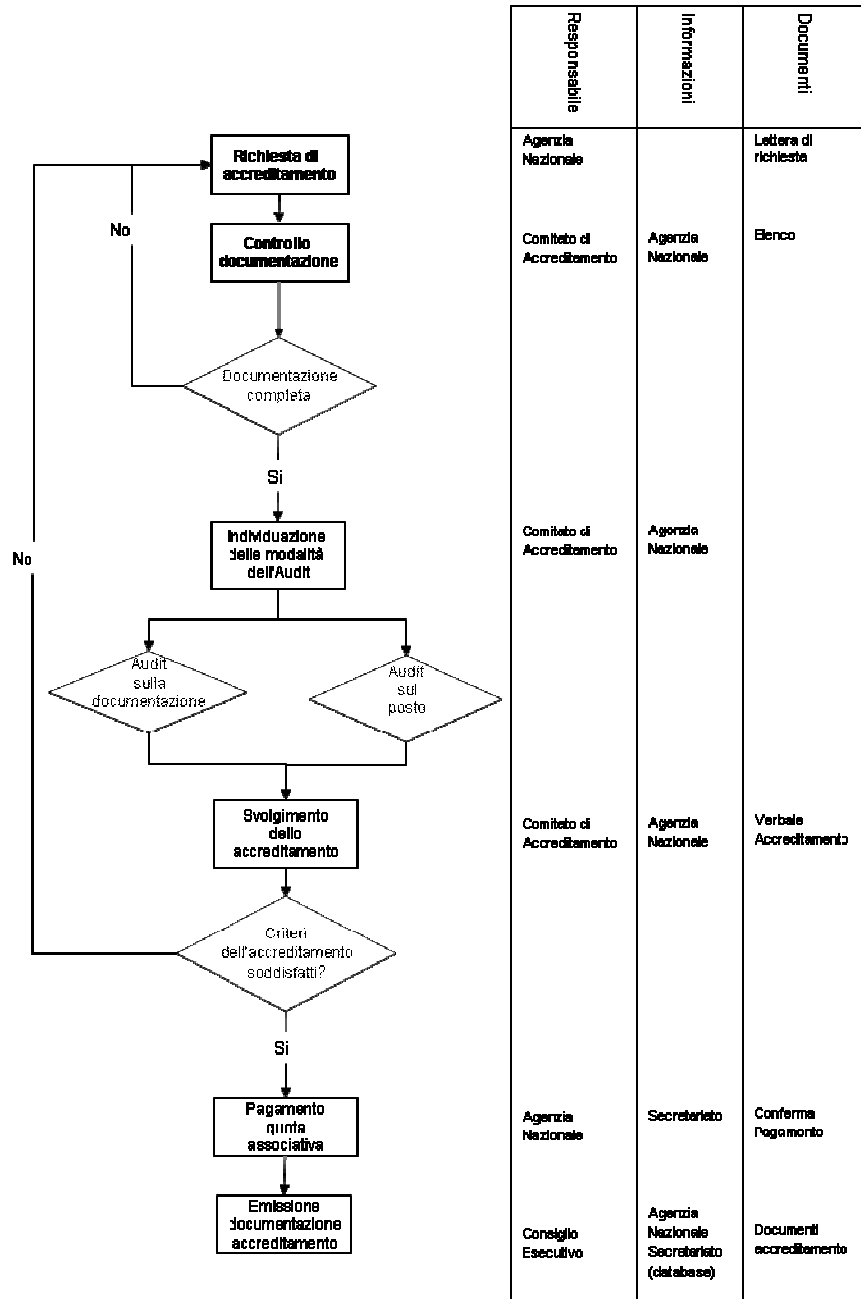 Responsabile
Informazioni
Documenti
Richiesta di
accreditamento
Agenzia
Nazionale
Lettera di
richiesta
No
Controllo
documentazione
Comitato di
Accreditamento
Agenzia
Nazionale
Elenco
Documentazione
completa
Si
No
Individuazione
delle modalità
dell'Audit
Comitato di
Accreditamento
Agenzia
Nazionale
Audit
sulla
documentazione
Audit
sul
posto
Svolgimento
dello
accreditamento
Comitato di
Accreditamento
Agenzia
Nazionale
Verbale
Accreditamento
Criteri
dell'accreditamento
soddisfatti?
Si
Pagamento
quota
associativa
Agenzia
Nazionale
Secretariato
Conferma
Pagamento
Emissione
documentazione
accreditamento
Consiglio
Esecutivo
Agenzia
Nazionale
Secretariato
(database)
Documenti
accreditamento